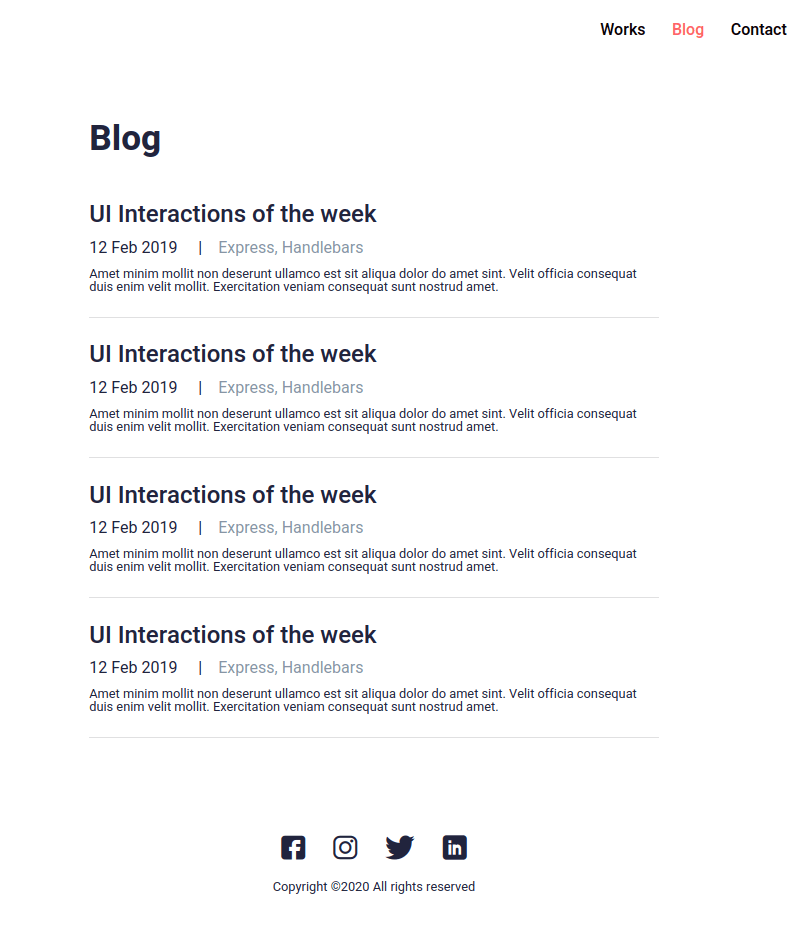 Works Blog Contact
Blog
UI Interactions of the week
12 Feb 2019 | Express, Handlebars
Amet minim mollit non deserunt ullamco est sit aliqua dolor do amet sint. Velit officia consequat
duis enim velit mollit. Exercitation veniam consequat sunt nostrud amet.
UI Interactions of the week
12 Feb 2019 | Express, Handlebars
Amet minim mollit non deserunt ullamco est sit aliqua dolor do amet sint. Velit officia consequat
duis enim velit mollit. Exercitation veniam consequat sunt nostrud amet.
UI Interactions of the week
12 Feb 2019 | Express, Handlebars
Amet minim mollit non deserunt ullamco est sit aliqua dolor do amet sint. Velit officia consequat
duis enim velit mollit. Exercitation veniam consequat sunt nostrud amet.
UI Interactions of the week
12 Feb 2019 | Express, Handlebars
Amet minim mollit non deserunt ullamco est sit aliqua dolor do amet sint. Velit officia consequat
duis enim velit mollit. Exercitation veniam consequat sunt nostrud amet.
Copyright ©2020 All rights reserved